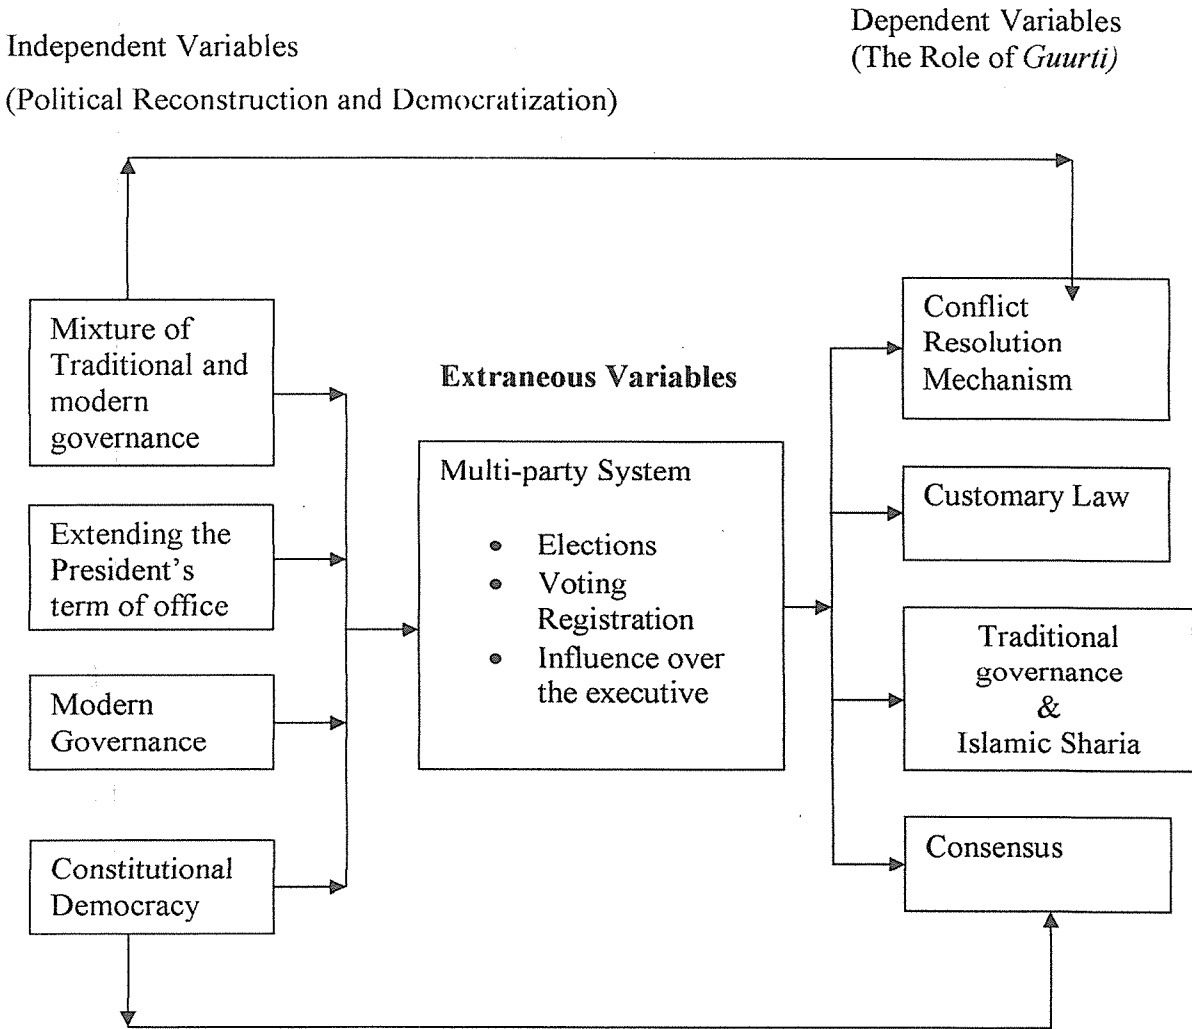 Independent Variables
(Political Reconstruction and Democratization)
Dependent Variables
(The Role of Guurti)
Mixture of
Traditional and
modern
governance
Extending the
President's
term of office
Modern
Governance
Constitutional
Democracy
Extraneous Variables
Multi-party System
• Elections
• Voting
Registration
• Influence over
the executive
Conflict
Resolution
Mechanism
Customary Law
Traditional
governance
&
Islamic Sharia
Consensus